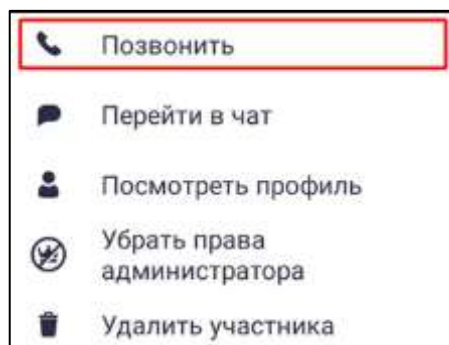 Позвонить
Перейти в чат
Посмотреть профиль
Убрать права
администратора
Удалить участника